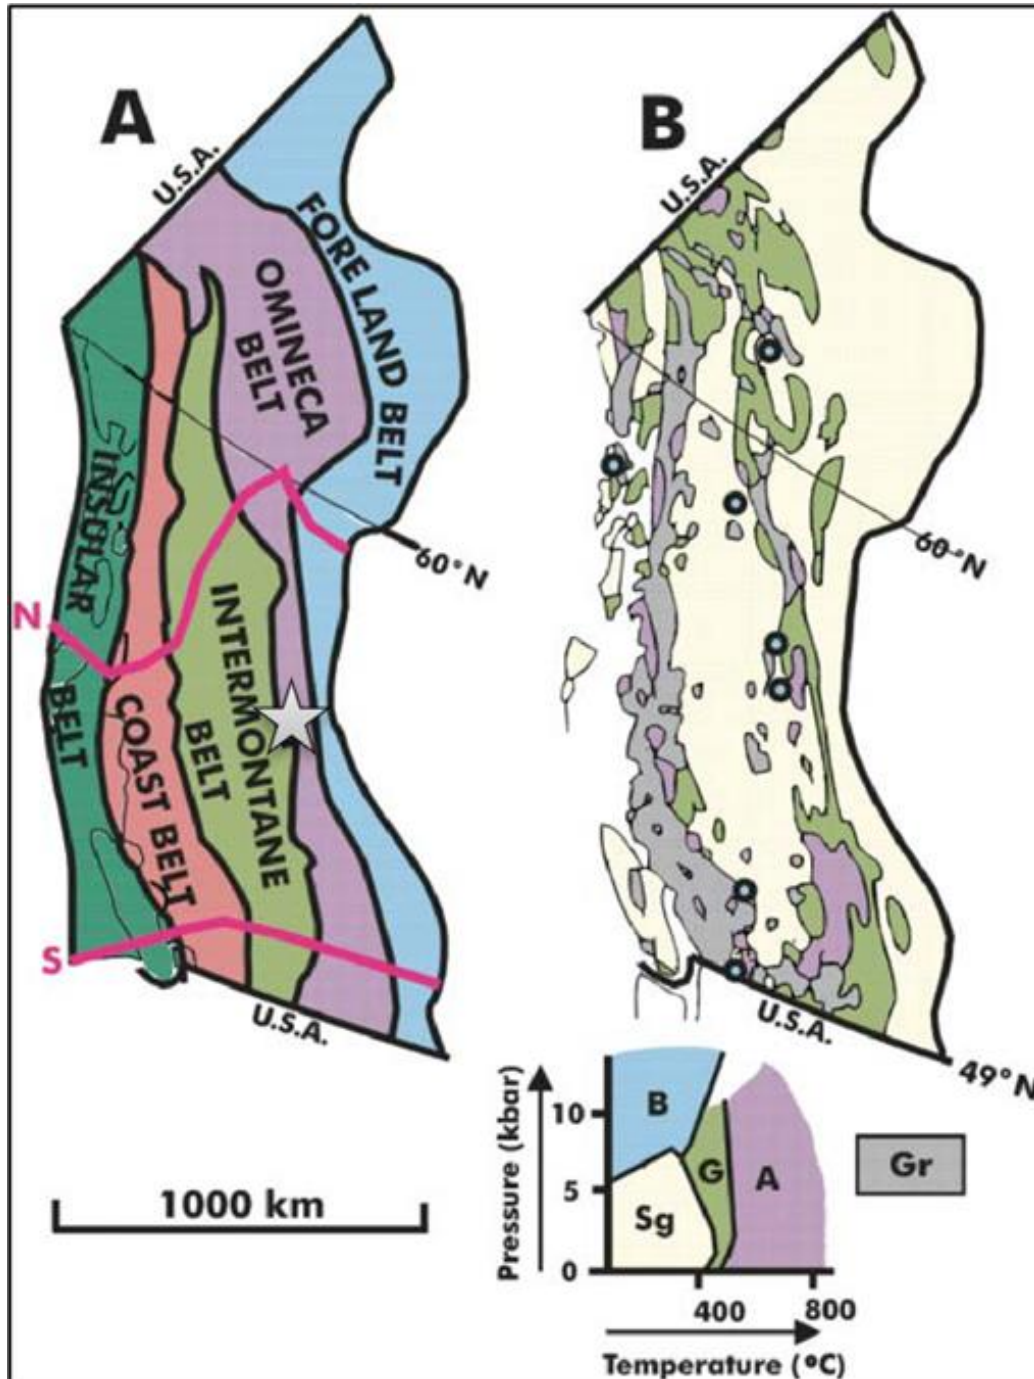 A
U.S.A.
FORE LAND BELT
OMINECA
BELT
INSULAR
BELT
60°N
N
INTERMONTANE
BELT
COAST BELT
S
U.S.A.
B
U.S.A.
60°N
U.S.A.
49°N
1000 km
Pressure (kbar)
10
5
0
B
G
A
Sg
Gr
400
800
Temperature (°C)